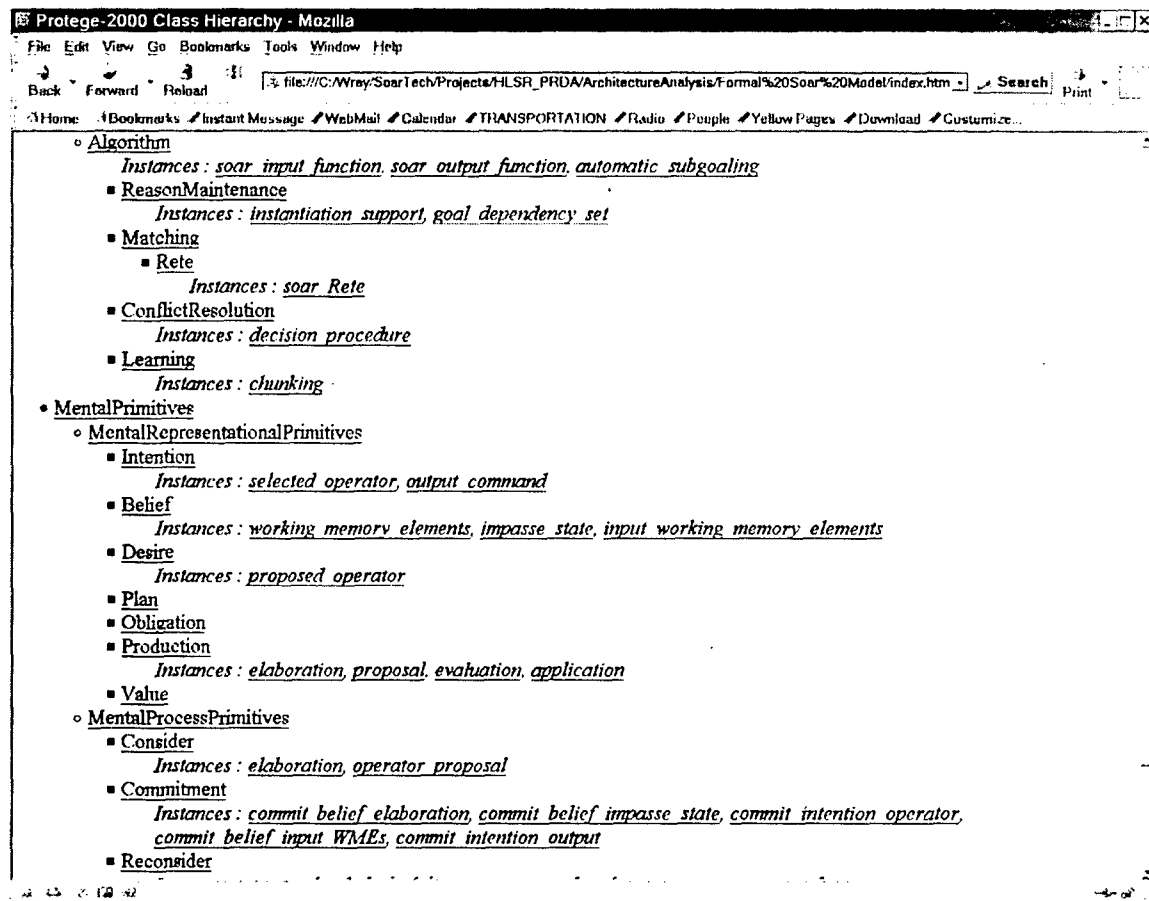 Protege-2000 Class Hierarchy - Mozilla
File Edit View Go Bookmarks Tools Window Help
Back Forward Reload file:///C:/Wray/SoarTech/Projects/HLSR_PRDA/ArchitectureAnalysis/Formal%20Soar%20Model/index.htm Search Print
Home Bookmarks Instant Message WebMail Calendar TRANSPORTATION Radio People Yellow Pages Download Customize...
Algorithm
Instances : soar input function, soar output function, automatic subgoaling
ReasonMaintenance
Instances : instantiation support, goal dependency set
Matching
Rete
Instances : soar Rete
ConflictResolution
Instances : decision procedure
Learning
Instances : chunking
MentalPrimitives
MentalRepresentationalPrimitives
Intention
Instances : selected operator, output command
Belief
Instances : working memory elements, impasse state, input working memory elements
Desire
Instances : proposed operator
Plan
Obligation
Production
Instances : elaboration, proposal, evaluation, application
Value
MentalProcessPrimitives
Consider
Instances : elaboration, operator proposal
Commitment
Instances : commit belief elaboration, commit belief impasse state, commit intention operator,
commit belief input WMEs, commit intention output
Reconsider